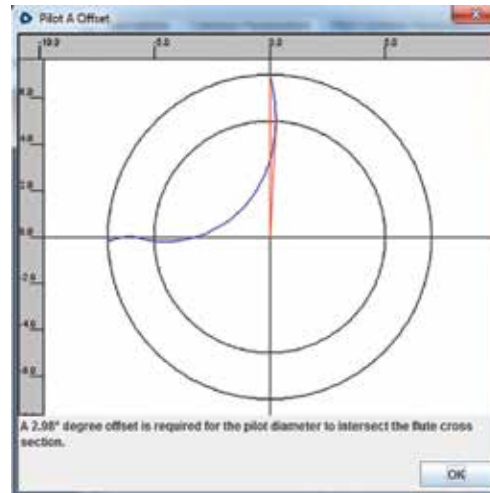 Pilot A Offset
-10.0 -5.0 0.0 5.0
6.0
4.0
2.0
0.0
-2.0
-4.0
-6.0
A 2.98° degree offset is required for the pilot diameter to intersect the flute cross
section.
OK